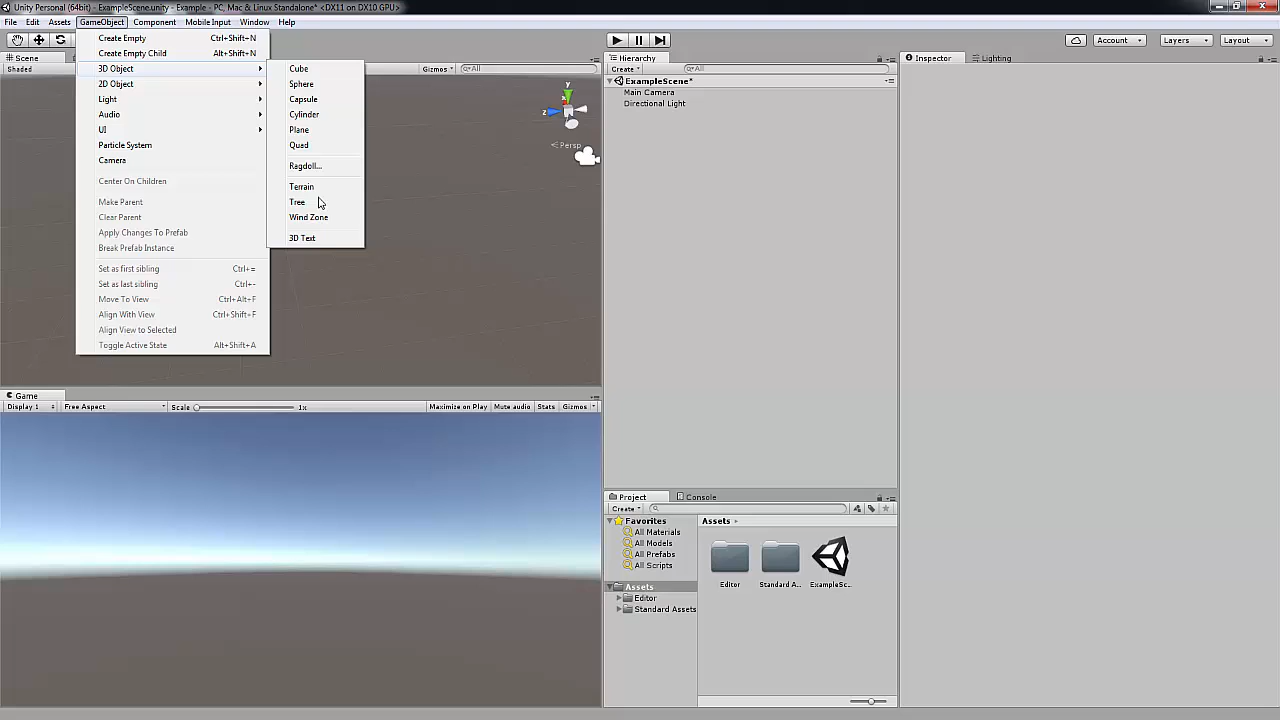 Unity Personal (64bit) - ExampleScene.unity - Example - PC, Mac & Linux Standalone* <DX11 on DX10 GPU>
File Edit Assets GameObject Component Mobile Input Window Help
Account Layers Layout
Scene
Shaded
Gizmos All
y
x
z
Persp
Create Empty Ctrl+Shift+N
Create Empty Child Alt+Shift+N
3D Object
2D Object
Light
Audio
UI
Particle System
Camera
Center On Children
Make Parent
Clear Parent
Apply Changes To Prefab
Break Prefab Instance
Set as first sibling Ctrl+=
Set as last sibling Ctrl+-
Move To View Ctrl+Alt+F
Align With View Ctrl+Shift+F
Align View to Selected
Toggle Active State Alt+Shift+A
Cube
Sphere
Capsule
Cylinder
Plane
Quad
Ragdoll...
Terrain
Tree
Wind Zone
3D Text
Hierarchy
Create All
ExampleScene*
Main Camera
Directional Light
Inspector Lighting
Game
Display 1 Free Aspect Scale 1x Maximize on Play Mute audio Stats Gizmos
Project Console
Create
Favorites
All Materials
All Models
All Prefabs
All Scripts
Assets
Editor
Standard Assets
Assets
Editor Standard A... ExampleSc...